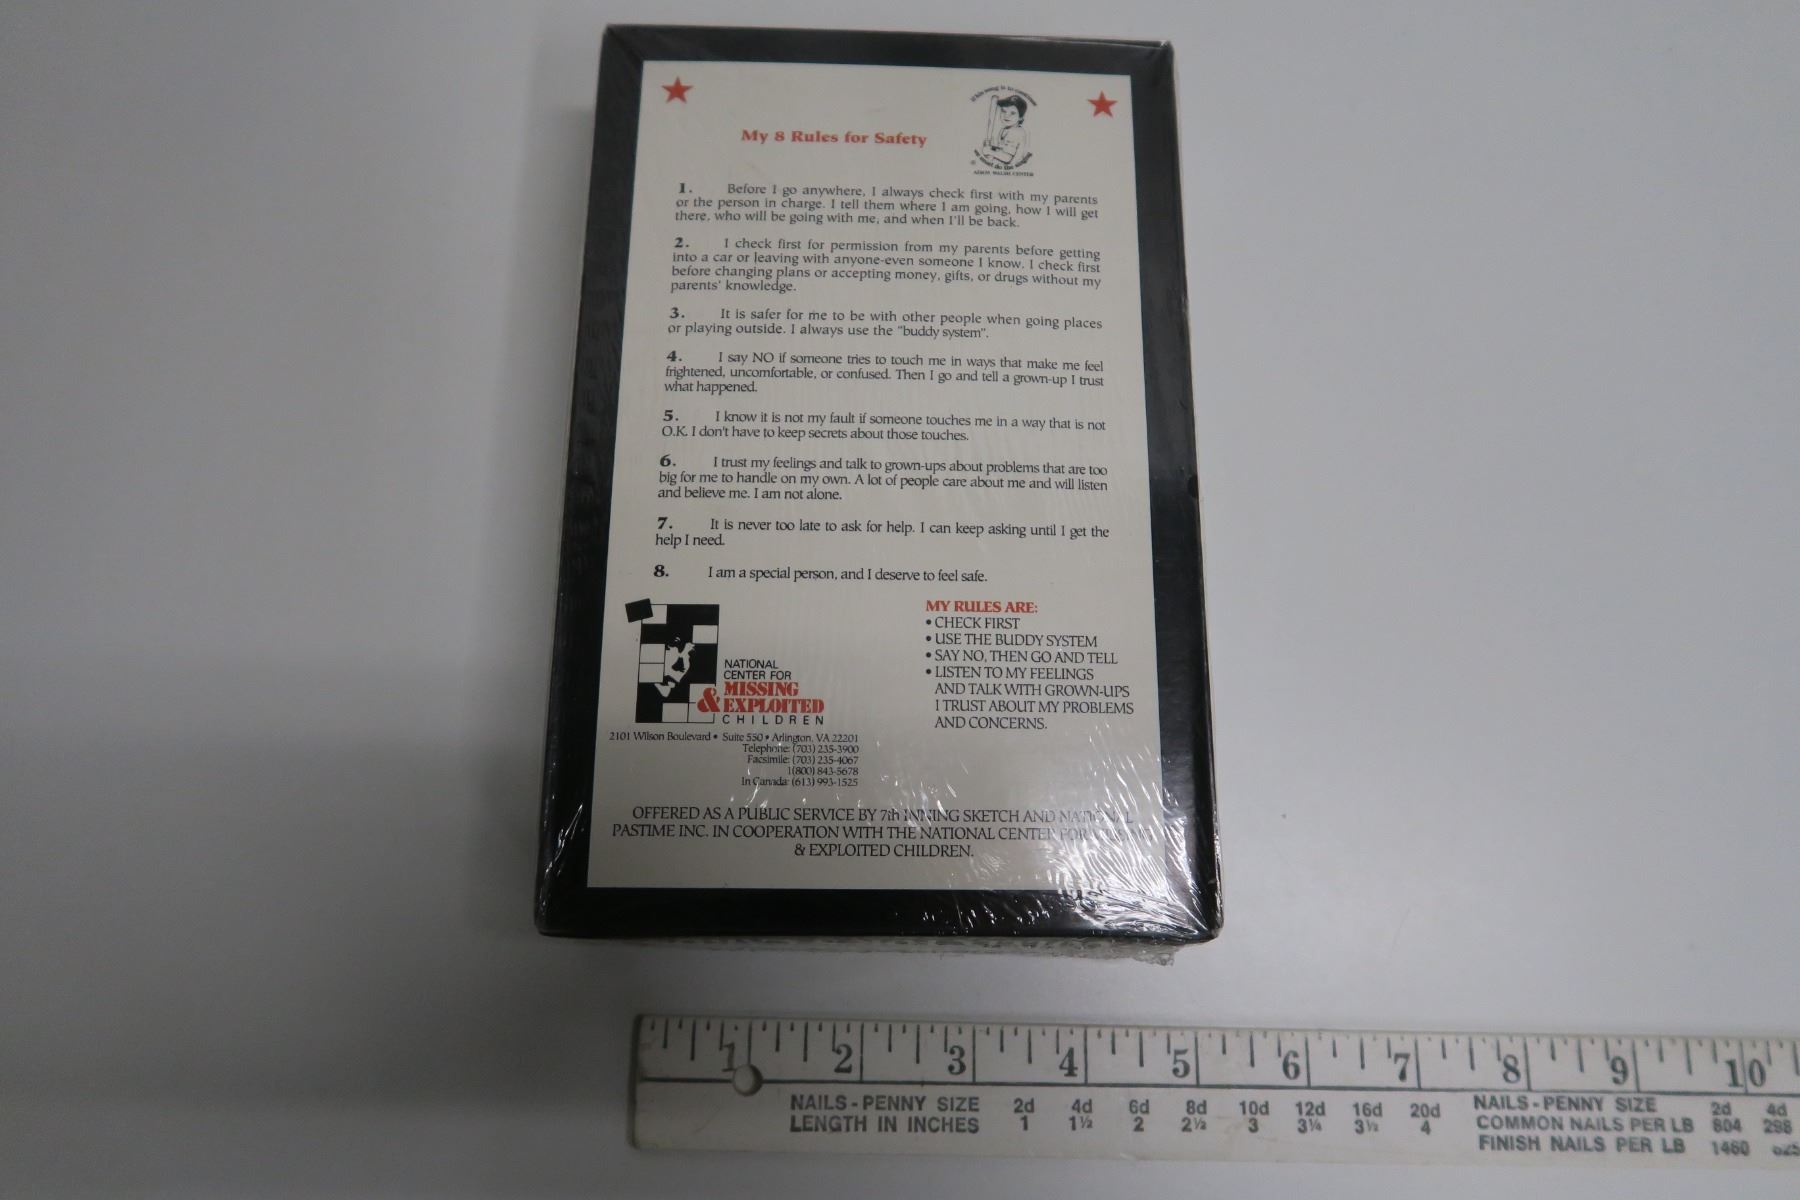 My 8 Rules for Safety
ADAM WALSH CENTER
1. Before I go anywhere, I always check first with my parents
or the person in charge. I tell them where I am going, how I will get
there, who will be going with me, and when I'll be back.
2. I check first for permission from my parents before getting
into a car or leaving with anyone-even someone I know. I check first
before changing plans or accepting money, gifts, or drugs without my
parents' knowledge.
3. It is safer for me to be with other people when going places
or playing outside. I always use the "buddy system".
4. I say NO if someone tries to touch me in ways that make me feel
frightened, uncomfortable, or confused. Then I go and tell a grown-up I trust
what happened.
5. I know it is not my fault if someone touches me in a way that is not
O.K. I don't have to keep secrets about those touches.
6. I trust my feelings and talk to grown-ups about problems that are too
big for me to handle on my own. A lot of people care about me and will listen
and believe me. I am not alone.
7. It is never too late to ask for help. I can keep asking until I get the
help I need.
8. I am a special person, and I deserve to feel safe.
NATIONAL
CENTER FOR
MISSING
& EXPLOITED
CHILDREN
2101 Wilson Boulevard • Suite 550 • Arlington, VA 22201
Telephone: (703) 235-3900
Facsimile: (703) 235-4067
1(800) 843-5678
In Canada: (613) 993-1525
MY RULES ARE:
• CHECK FIRST
• USE THE BUDDY SYSTEM
• SAY NO, THEN GO AND TELL
• LISTEN TO MY FEELINGS
AND TALK WITH GROWN-UPS
I TRUST ABOUT MY PROBLEMS
AND CONCERNS.
OFFERED AS A PUBLIC SERVICE BY 7th INNING SKETCH AND NATIONAL
PASTIME INC. IN COOPERATION WITH THE NATIONAL CENTER FOR MISSING
& EXPLOITED CHILDREN.
1 2 3 4 5 6 7 8 9 10
NAILS-PENNY SIZE 2d 4d 6d 8d 10d 12d 16d 20d
LENGTH IN INCHES 1 1½ 2 2½ 3 3¼ 3½ 4
NAILS-PENNY SIZE 2d 4d
COMMON NAILS PER LB 804 298
FINISH NAILS PER LB 1460